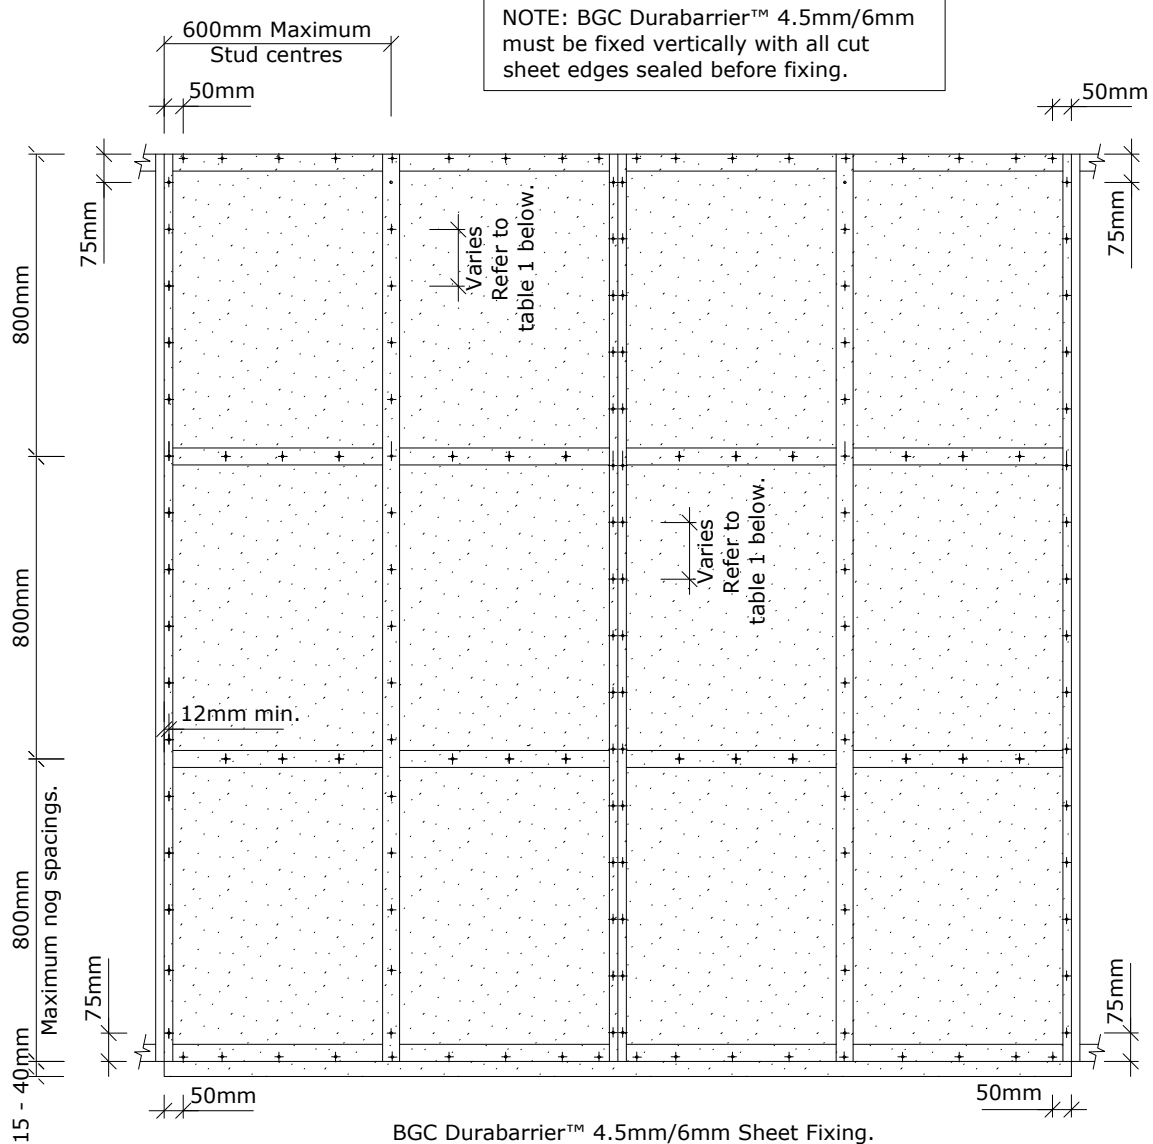 NOTE: BGC Durabarrier™ 4.5mm/6mm
must be fixed vertically with all cut
sheet edges sealed before fixing.
600mm Maximum
Stud centres
50mm
50mm
75mm
75mm
800mm
Varies
Refer to
table 1 below.
800mm
Varies
Refer to
table 1 below.
12mm min.
800mm
Maximum nog spacings.
75mm
75mm
15 - 40mm
50mm
50mm
BGC Durabarrier™ 4.5mm/6mm Sheet Fixing.